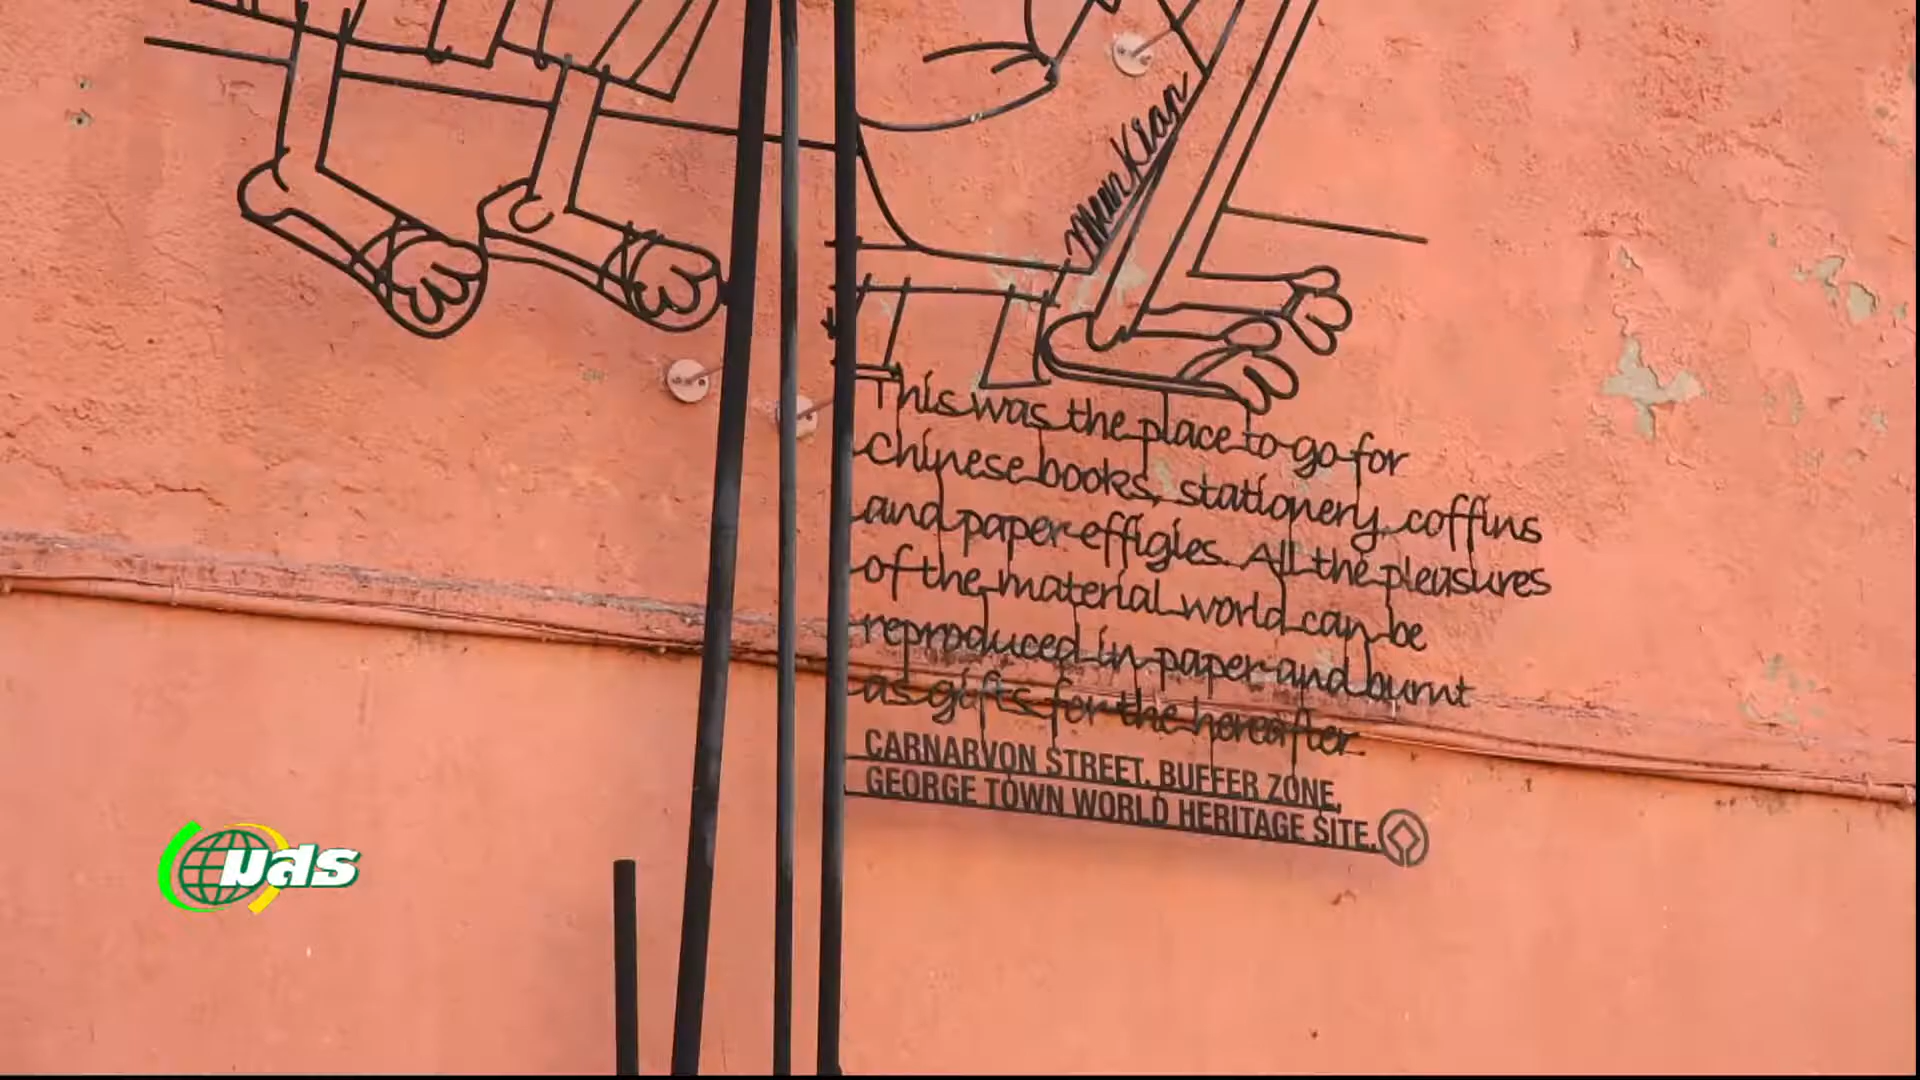 Mun Kian
This was the place to go for
Chinese books, stationery, coffins
and paper effigies. All the pleasures
of the material world can be
reproduced in paper and burnt
as gifts for the hereafter.
CARNARVON STREET, BUFFER ZONE,
GEORGE TOWN WORLD HERITAGE SITE.